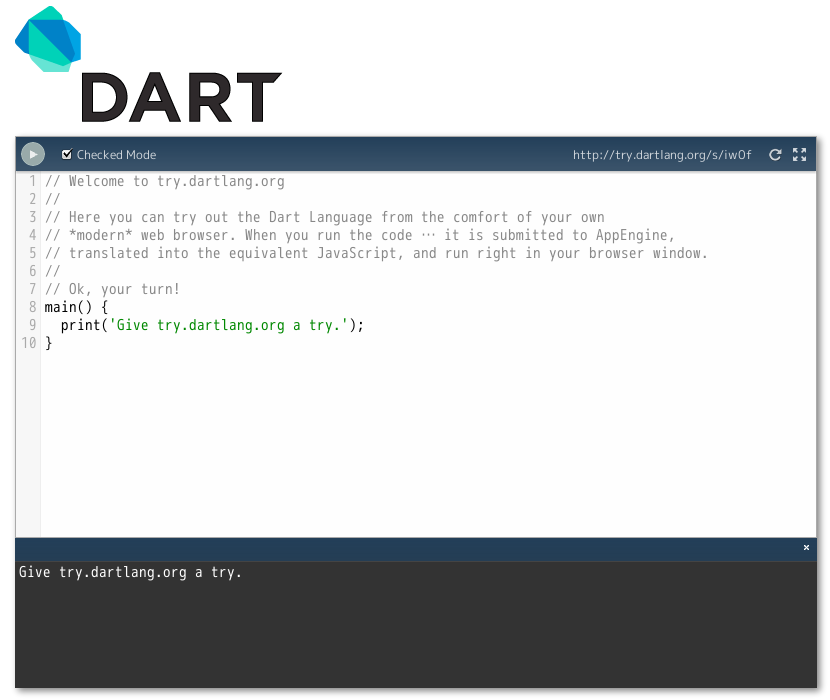 DART
Checked Mode http://try.dartlang.org/s/iw0f
1 // Welcome to try.dartlang.org
2 //
3 // Here you can try out the Dart Language from the comfort of your own
4 // *modern* web browser. When you run the code ⋯ it is submitted to AppEngine,
5 // translated into the equivalent JavaScript, and run right in your browser window.
6 //
7 // Ok, your turn!
8 main() {
9   print('Give try.dartlang.org a try.');
10 }
Give try.dartlang.org a try.